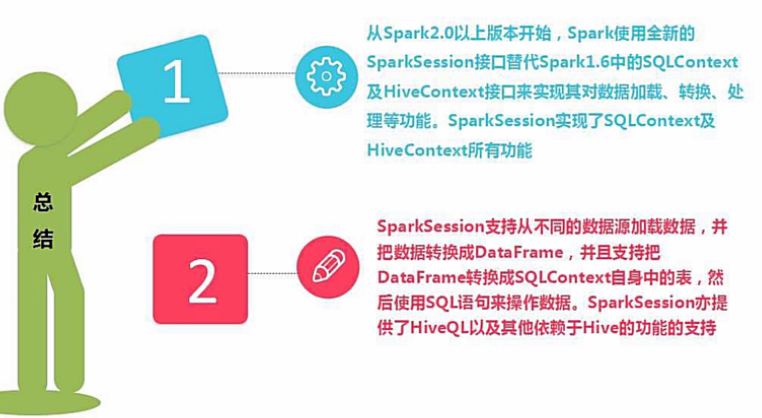 总
结
1
从Spark2.0以上版本开始，Spark使用全新的
SparkSession接口替代Spark1.6中的SQLContext
及HiveContext接口来实现其对数据加载、转换、处
理等功能。SparkSession实现了SQLContext及
HiveContext所有功能
2
SparkSession支持从不同的数据源加载数据，并
把数据转换成DataFrame，并且支持把
DataFrame转换成SQLContext自身中的表，然
后使用SQL语句来操作数据。SparkSession亦提
供了HiveQL以及其他依赖于Hive的功能的支持